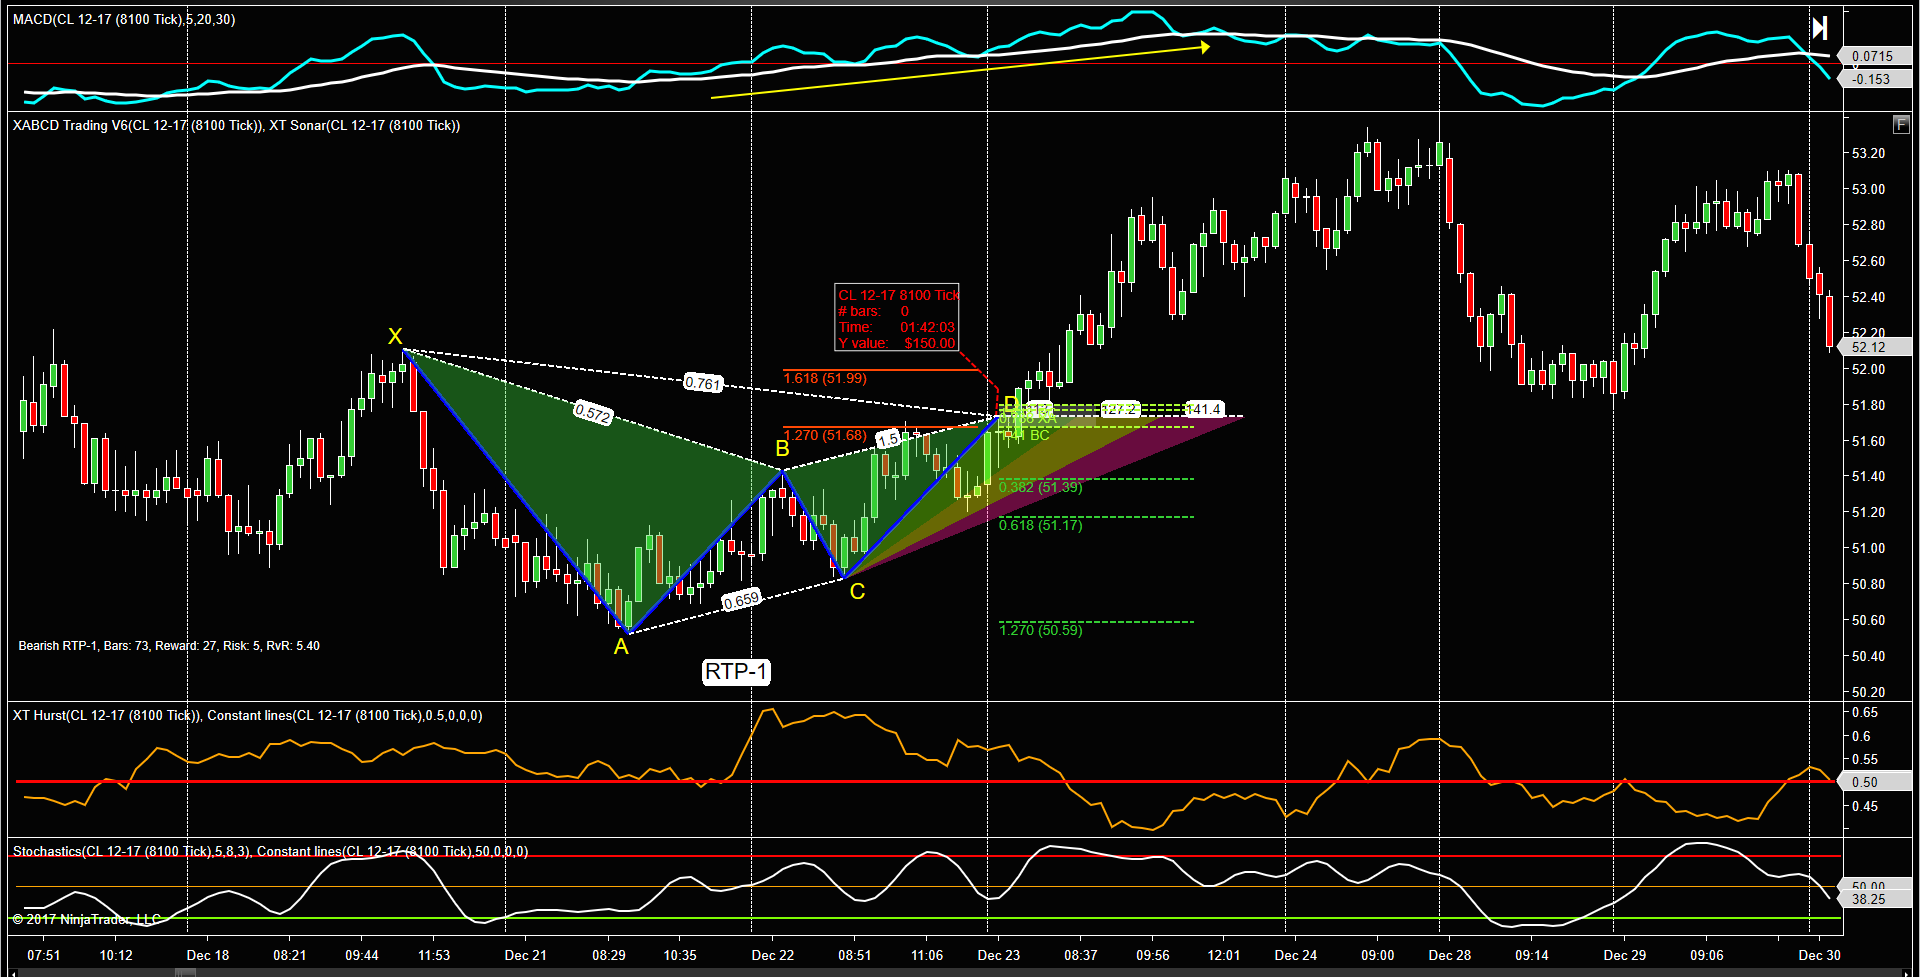 MACD(CL 12-17 (8100 Tick),5,20,30)
0.0715
-0.153
XABCD Trading V6(CL 12-17 (8100 Tick)), XT Sonar(CL 12-17 (8100 Tick))
F
53.20
53.00
52.80
52.60
52.40
52.20
52.12
52.00
51.80
51.60
51.40
51.20
51.00
50.80
50.60
50.40
50.20
CL 12-17 8100 Tick
# bars: 0
Time: 01:42:03
Y value: $150.00
X
0.761
1.618 (51.99)
0.572
D
127.2
141.4
1.270 (51.68)
1.5
BC
B
0.382 (51.39)
0.618 (51.17)
C
0.659
1.270 (50.59)
A
Bearish RTP-1, Bars: 73, Reward: 27, Risk: 5, RvR: 5.40
RTP-1
XT Hurst(CL 12-17 (8100 Tick)), Constant lines(CL 12-17 (8100 Tick),0.5,0,0,0)
0.65
0.6
0.55
0.50
0.45
Stochastics(CL 12-17 (8100 Tick),5,8,3), Constant lines(CL 12-17 (8100 Tick),50,0,0,0)
50.00
38.25
© 2017 NinjaTrader, LLC
07:51 10:12 Dec 18 08:21 09:44 11:53 Dec 21 08:29 10:35 Dec 22 08:51 11:06 Dec 23 08:37 09:56 12:01 Dec 24 09:00 Dec 28 09:14 Dec 29 09:06 Dec 30